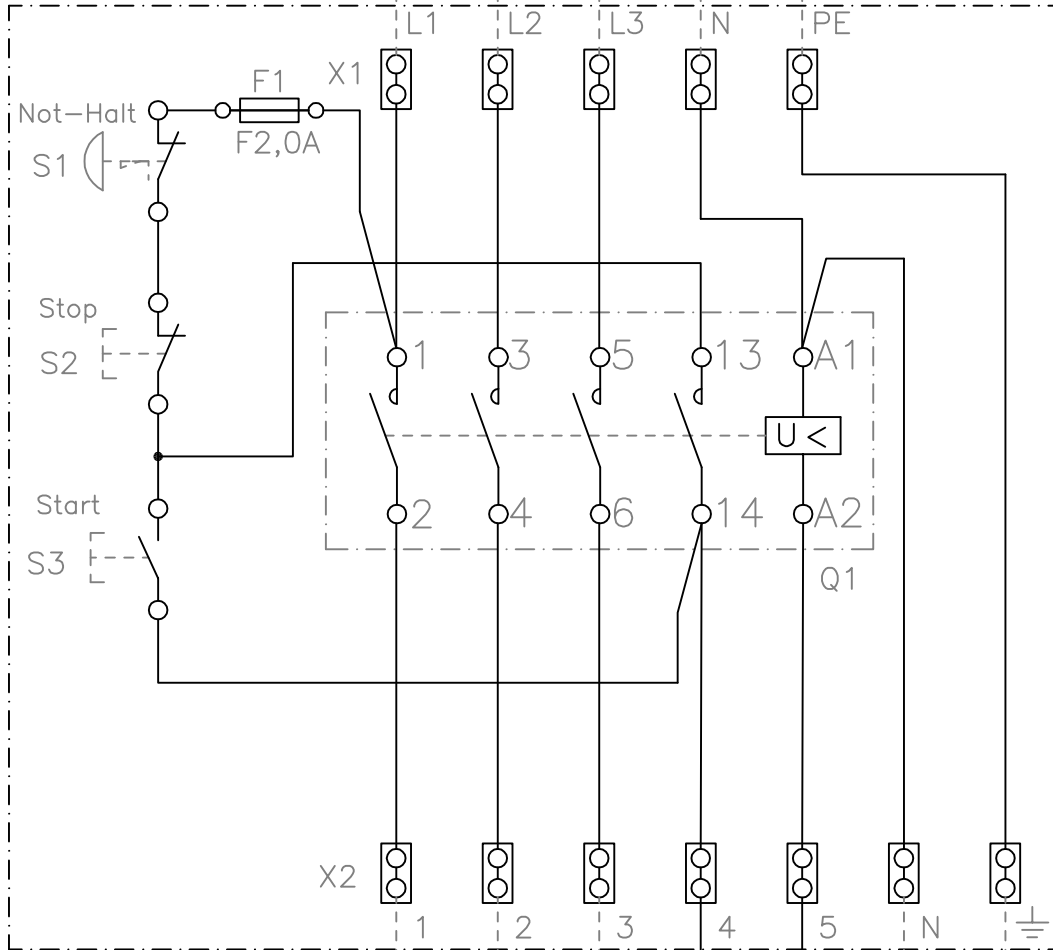 L1 L2 L3 N PE
X1
F1
Not-Halt
F2,0A
S1
Stop
S2
1 3 5 13 A1
U <
Start
2 4 6 14 A2
S3
Q1
X2
1 2 3 4 5 N